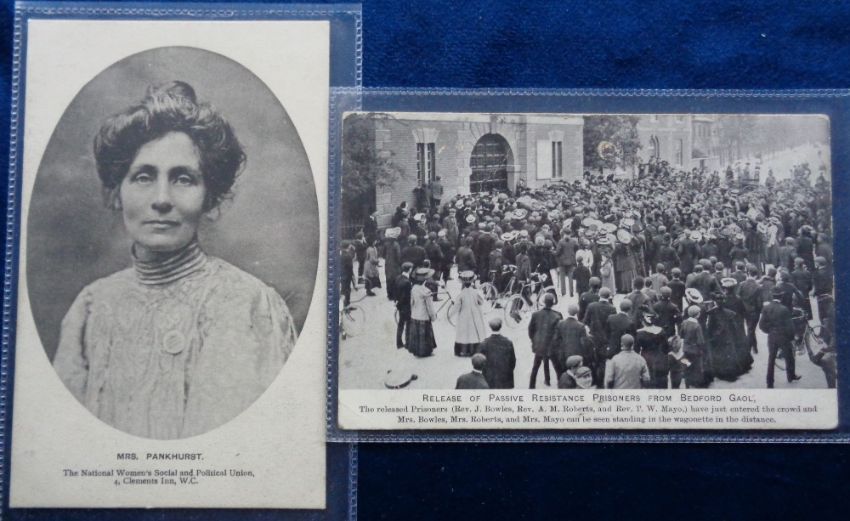 MRS. PANKHURST.
The National Women's Social and Political Union,
4, Clements Inn, W.C.
RELEASE OF PASSIVE RESISTANCE PRISONERS FROM BEDFORD GAOL,
The released Prisoners (Rev. J. Bowles, Rev. A. M. Roberts, and Rev. P. W. Mayo,) have just entered the crowd and
Mrs. Bowles, Mrs. Roberts, and Mrs. Mayo can be seen standing in the wagonette in the distance.